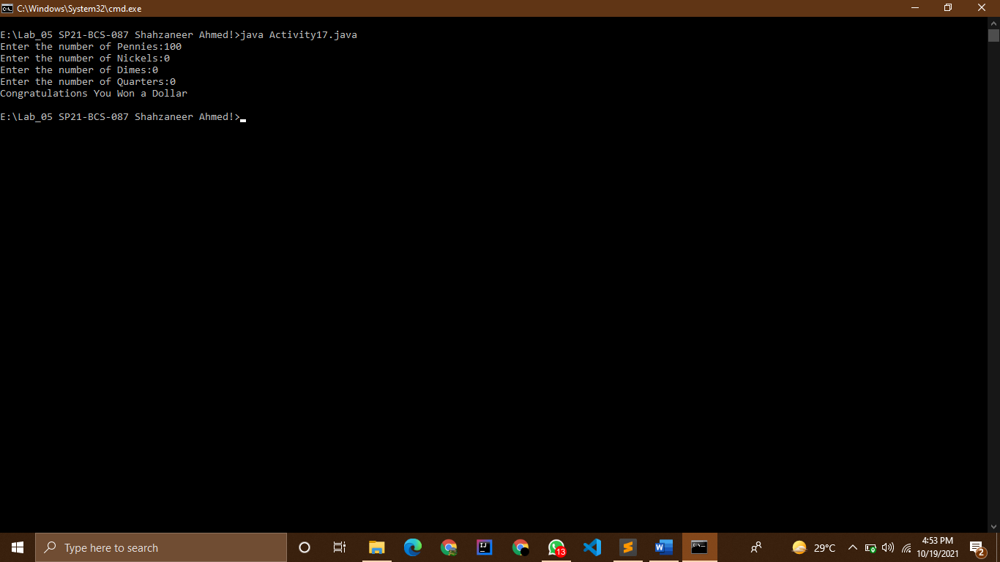 C:\Windows\System32\cmd.exe
E:\Lab_05 SP21-BCS-087 Shahzaneer Ahmed!>java Activity17.java
Enter the number of Pennies:100
Enter the number of Nickels:0
Enter the number of Dimes:0
Enter the number of Quarters:0
Congratulations You Won a Dollar
E:\Lab_05 SP21-BCS-087 Shahzaneer Ahmed!>
Type here to search
13
29°C
4:53 PM
10/19/2021
2